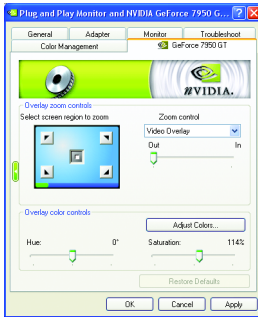 Plug and Play Monitor and NVIDIA GeForce 7950 G...
General Adapter Monitor Troubleshoot
Color Management GeForce 7950 GT
NVIDIA.
Overlay zoom controls
Select screen region to zoom
Zoom control
Video Overlay
Out In
Overlay color controls
Adjust Colors...
Hue: 0° Saturation: 114%
Restore Defaults
OK Cancel Apply